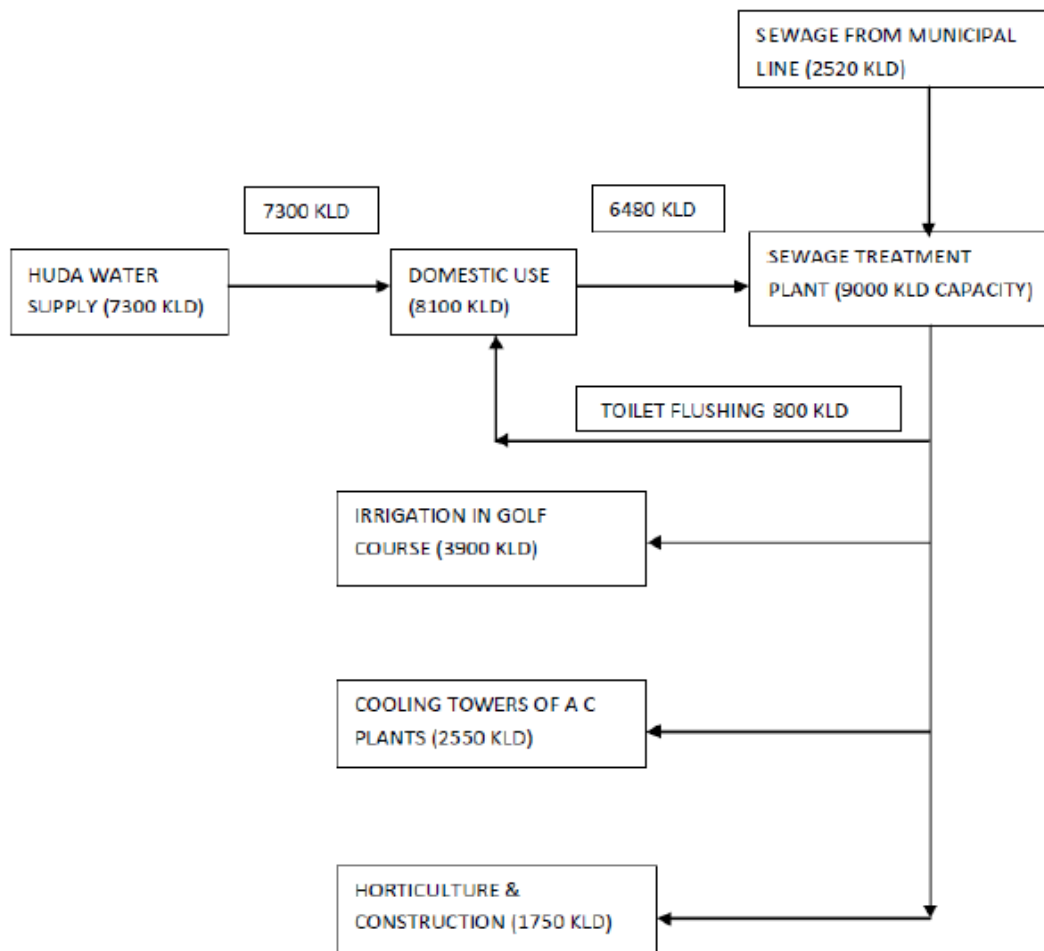 SEWAGE FROM MUNICIPAL
LINE (2520 KLD)
7300 KLD
6480 KLD
HUDA WATER
SUPPLY (7300 KLD)
DOMESTIC USE
(8100 KLD)
SEWAGE TREATMENT
PLANT (9000 KLD CAPACITY)
TOILET FLUSHING 800 KLD
IRRIGATION IN GOLF
COURSE (3900 KLD)
COOLING TOWERS OF A C
PLANTS (2550 KLD)
HORTICULTURE &
CONSTRUCTION (1750 KLD)